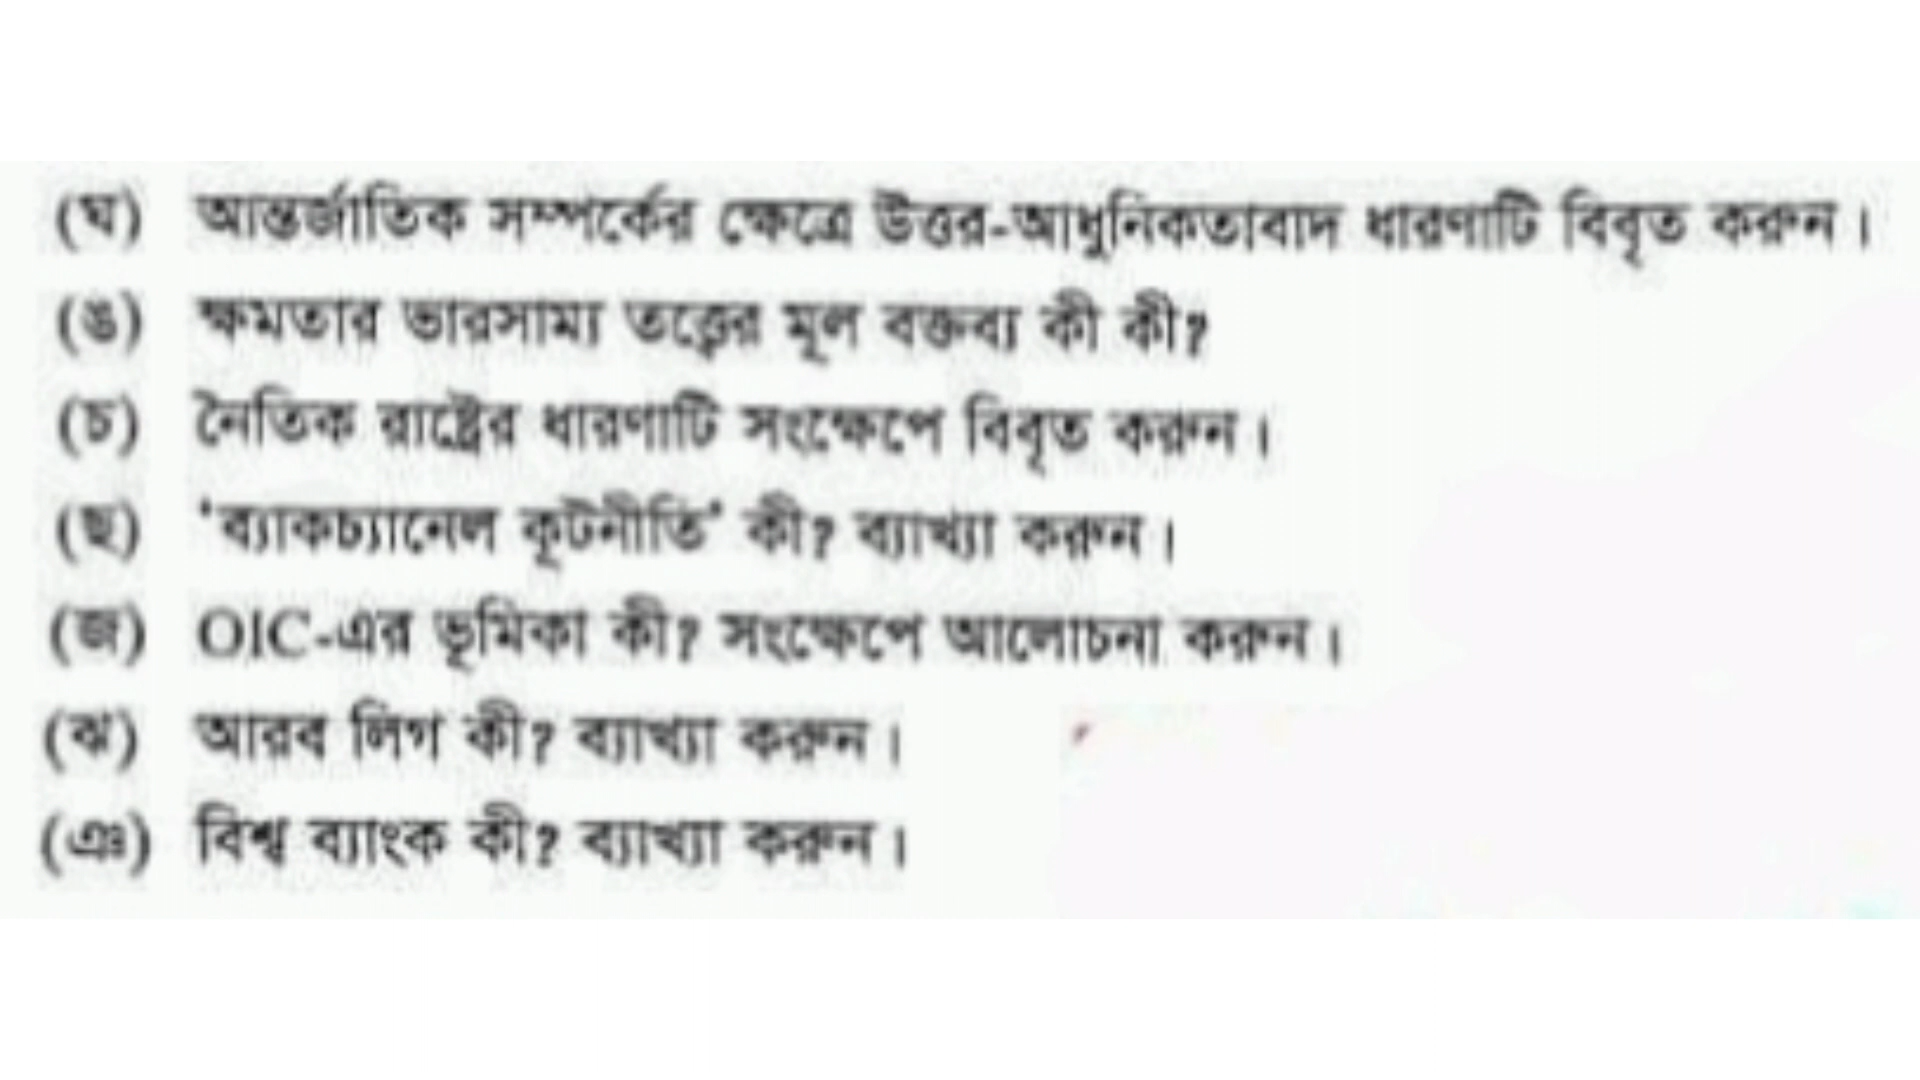 (ঘ) আন্তর্জাতিক সম্পর্কের ক্ষেত্রে উত্তর-আধুনিকতাবাদ ধারণাটি বিবৃত করুন।
(ঙ) ক্ষমতার ভারসাম্য তত্ত্বের মূল বক্তব্য কী কী?
(চ) নৈতিক রাষ্ট্রের ধারণাটি সংক্ষেপে বিবৃত করুন।
(ছ) 'ব্যাকচ্যানেল কূটনীতি' কী? ব্যাখ্যা করুন।
(জ) OIC-এর ভূমিকা কী? সংক্ষেপে আলোচনা করুন।
(ঝ) আরব লিগ কী? ব্যাখ্যা করুন।
(ঞ) বিশ্ব ব্যাংক কী? ব্যাখ্যা করুন।